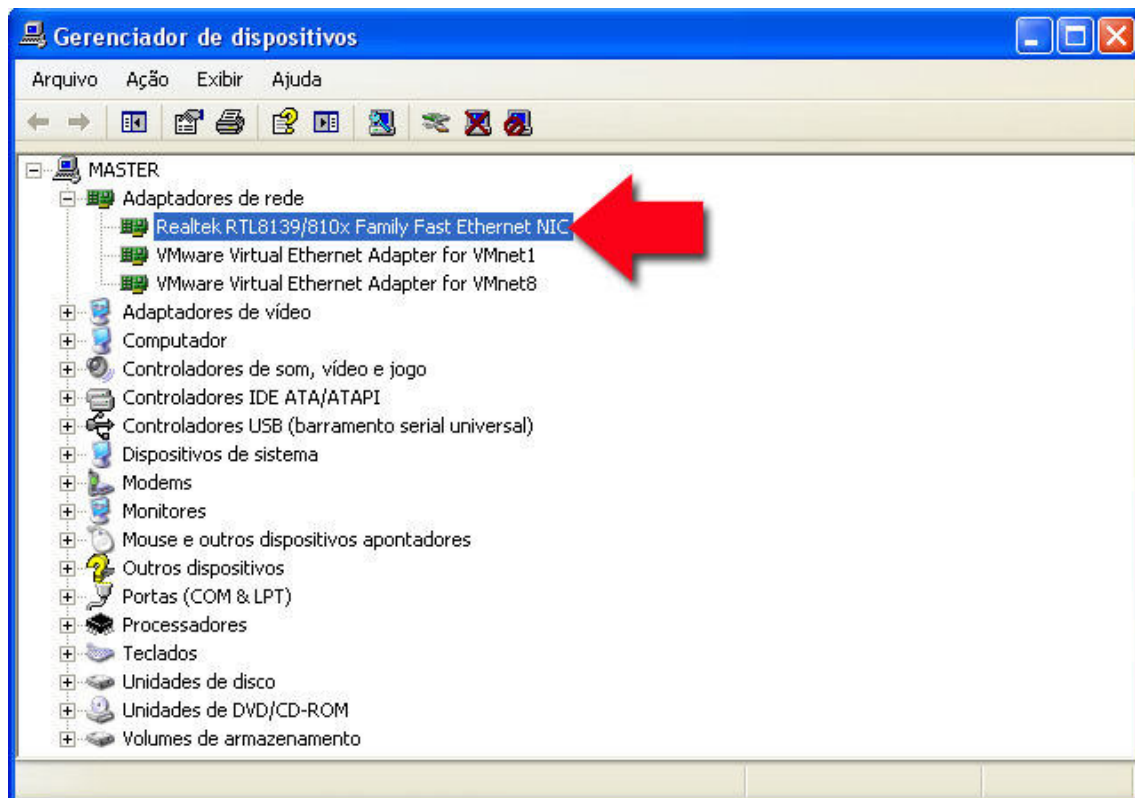 Gerenciador de dispositivos
Arquivo Ação Exibir Ajuda
MASTER
Adaptadores de rede
Realtek RTL8139/810x Family Fast Ethernet NIC
VMware Virtual Ethernet Adapter for VMnet1
VMware Virtual Ethernet Adapter for VMnet8
Adaptadores de vídeo
Computador
Controladores de som, vídeo e jogo
Controladores IDE ATA/ATAPI
Controladores USB (barramento serial universal)
Dispositivos de sistema
Modems
Monitores
Mouse e outros dispositivos apontadores
Outros dispositivos
Portas (COM & LPT)
Processadores
Teclados
Unidades de disco
Unidades de DVD/CD-ROM
Volumes de armazenamento